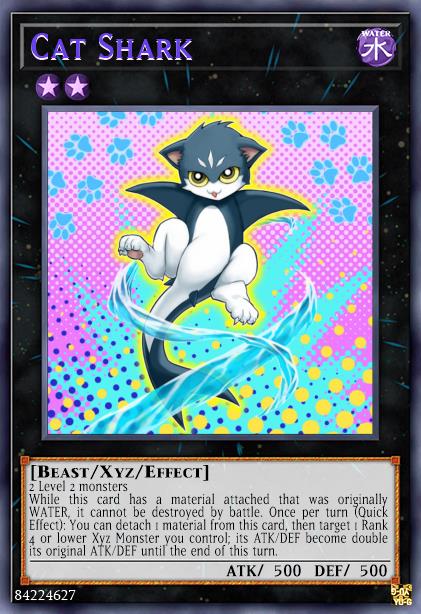 CAT SHARK
WATER
水
[BEAST/XYZ/EFFECT]
2 Level 2 monsters
While this card has a material attached that was originally
WATER, it cannot be destroyed by battle. Once per turn (Quick
Effect): You can detach 1 material from this card, then target 1 Rank
4 or lower Xyz Monster you control; its ATK/DEF become double
its original ATK/DEF until the end of this turn.
ATK/ 500 DEF/ 500
84224627